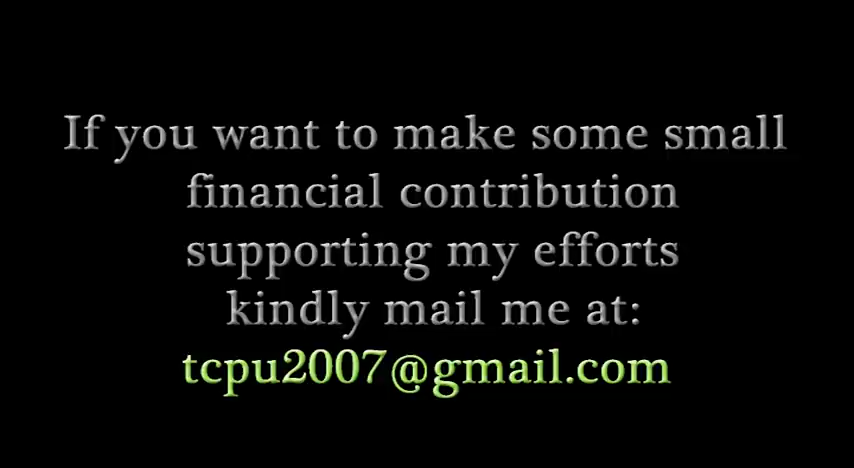 If you want to make some small
financial contribution
supporting my efforts
kindly mail me at:
tcpu2007@gmail.com